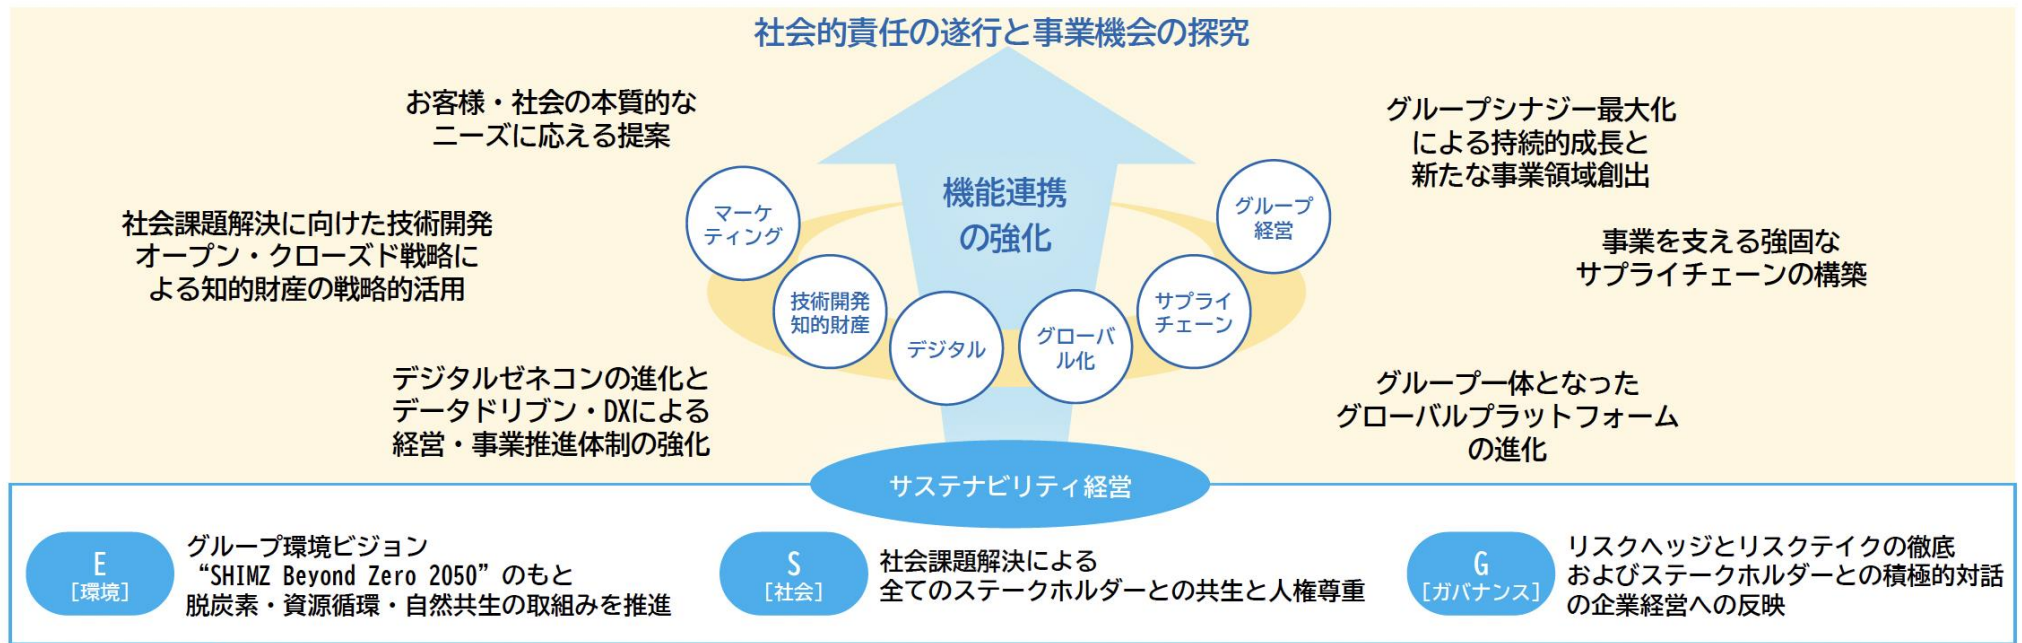 社会的責任の遂行と事業機会の探究
お客様・社会の本質的な
ニーズに応える提案
グループシナジー最大化
による持続的成長と
新たな事業領域創出
機能連携
の強化
マーケ
ティング
グループ
経営
社会課題解決に向けた技術開発
オープン・クローズド戦略に
よる知的財産の戦略的活用
事業を支える強固な
サプライチェーンの構築
技術開発
知的財産
デジタル
グローバ
ル化
サプライ
チェーン
デジタルゼネコンの進化と
データドリブン・DXによる
経営・事業推進体制の強化
グループ一体となった
グローバルプラットフォーム
の進化
サステナビリティ経営
E
[環境]
グループ環境ビジョン
“SHIMZ Beyond Zero 2050”のもと
脱炭素・資源循環・自然共生の取組みを推進
S
[社会]
社会課題解決による
全てのステークホルダーとの共生と人権尊重
G
[ガバナンス]
リスクヘッジとリスクテイクの徹底
およびステークホルダーとの積極的対話
の企業経営への反映